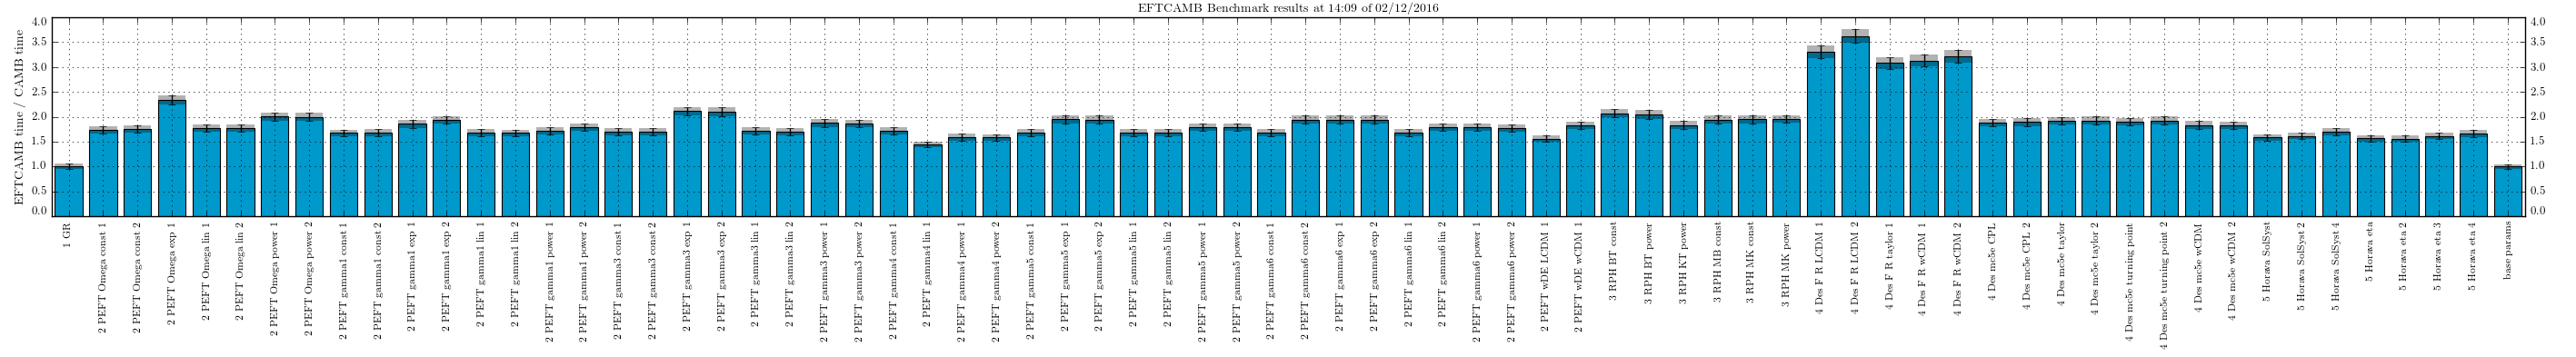 EFTCAMB Benchmark results at 14:09 of 02/12/2016
EFTCAMB time / CAMB time
4.0
3.5
3.0
2.5
2.0
1.5
1.0
0.5
0.0
4.0
3.5
3.0
2.5
2.0
1.5
1.0
0.5
0.0
1 GR
2 PEFT Omega const 1
2 PEFT Omega const 2
2 PEFT Omega exp 1
2 PEFT Omega lin 1
2 PEFT Omega lin 2
2 PEFT Omega power 1
2 PEFT Omega power 2
2 PEFT gamma1 const 1
2 PEFT gamma1 const 2
2 PEFT gamma1 exp 1
2 PEFT gamma1 exp 2
2 PEFT gamma1 lin 1
2 PEFT gamma1 lin 2
2 PEFT gamma1 power 1
2 PEFT gamma1 power 2
2 PEFT gamma3 const 1
2 PEFT gamma3 const 2
2 PEFT gamma3 exp 1
2 PEFT gamma3 exp 2
2 PEFT gamma3 lin 1
2 PEFT gamma3 lin 2
2 PEFT gamma3 power 1
2 PEFT gamma3 power 2
2 PEFT gamma4 const 1
2 PEFT gamma4 lin 1
2 PEFT gamma4 power 1
2 PEFT gamma4 power 2
2 PEFT gamma5 const 1
2 PEFT gamma5 exp 1
2 PEFT gamma5 exp 2
2 PEFT gamma5 lin 1
2 PEFT gamma5 lin 2
2 PEFT gamma5 power 1
2 PEFT gamma5 power 2
2 PEFT gamma6 const 1
2 PEFT gamma6 const 2
2 PEFT gamma6 exp 1
2 PEFT gamma6 exp 2
2 PEFT gamma6 lin 1
2 PEFT gamma6 lin 2
2 PEFT gamma6 power 1
2 PEFT gamma6 power 2
2 PEFT wDE LCDM 1
2 PEFT wDE wCDM 1
3 RPH BT const
3 RPH BT power
3 RPH KT power
3 RPH MB const
3 RPH MK const
3 RPH MK power
4 Des F R LCDM 1
4 Des F R LCDM 2
4 Des F R taylor 1
4 Des F R wCDM 1
4 Des F R wCDM 2
4 Des mc5e CPL
4 Des mc5e CPL 2
4 Des mc5e taylor
4 Des mc5e taylor 2
4 Des mc5e turning point
4 Des mc5e turning point 2
4 Des mc5e wCDM
4 Des mc5e wCDM 2
5 Horava SolSyst
5 Horava SolSyst 2
5 Horava SolSyst 4
5 Horava eta
5 Horava eta 2
5 Horava eta 3
5 Horava eta 4
base params